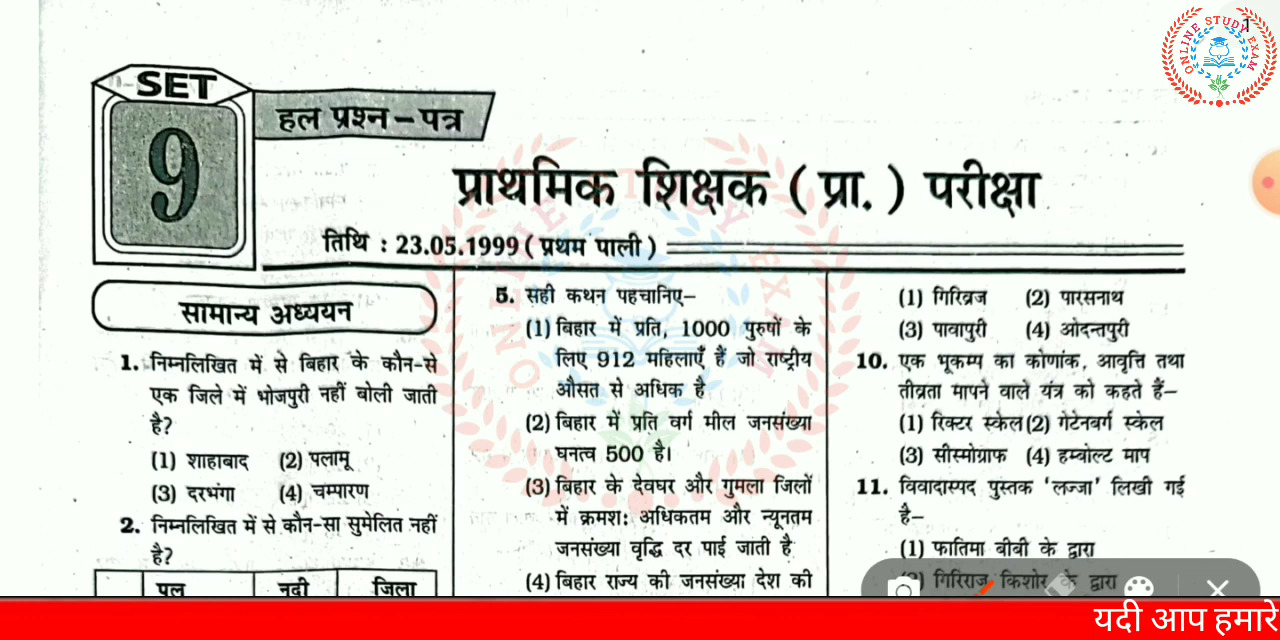 SET
9
हल प्रश्न-पत्र
प्राथमिक शिक्षक (प्रा.) परीक्षा
तिथि : 23.05.1999 (प्रथम पाली)
सामान्य अध्ययन
1. निम्नलिखित में से बिहार के कौन-से
एक जिले में भोजपुरी नहीं बोली जाती
है?
(1) शाहाबाद (2) पलामू
(3) दरभंगा (4) चम्पारण
2. निम्नलिखित में से कौन-सा सुमेलित नहीं
है?
पुल नदी जिला
5. सही कथन पहचानिए–
(1) बिहार में प्रति, 1000 पुरुषों के
लिए 912 महिलाएँ हैं जो राष्ट्रीय
औसत से अधिक है
(2) बिहार में प्रति वर्ग मील जनसंख्या
घनत्व 500 है।
(3) बिहार के देवघर और गुमला जिलों
में क्रमश: अधिकतम और न्यूनतम
जनसंख्या वृद्धि दर पाई जाती है
(4) बिहार राज्य की जनसंख्या देश की
(1) गिरिव्रज (2) पारसनाथ
(3) पावापुरी (4) ओदन्तपुरी
10. एक भूकम्प का कोणांक, आवृत्ति तथा
तीव्रता मापने वाले यंत्र को कहते हैं–
(1) रिक्टर स्केल (2) गेटेनबर्ग स्केल
(3) सीस्मोग्राफ (4) हम्बोल्ट माप
11. विवादास्पद पुस्तक 'लज्जा' लिखी गई
है–
(1) फातिमा बीबी के द्वारा
गिरिराज किशोर के द्वारा
ONLINE STUDY EXAM
1
यदी आप हमारे